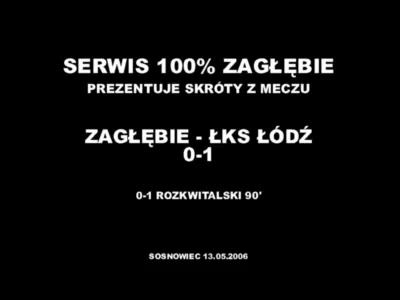 SERWIS 100% ZAGŁĘBIE
PREZENTUJE SKRÓTY Z MECZU
ZAGŁĘBIE - ŁKS ŁÓDŹ
0-1
0-1 ROZKWITALSKI 90'
SOSNOWIEC 13.05.2006